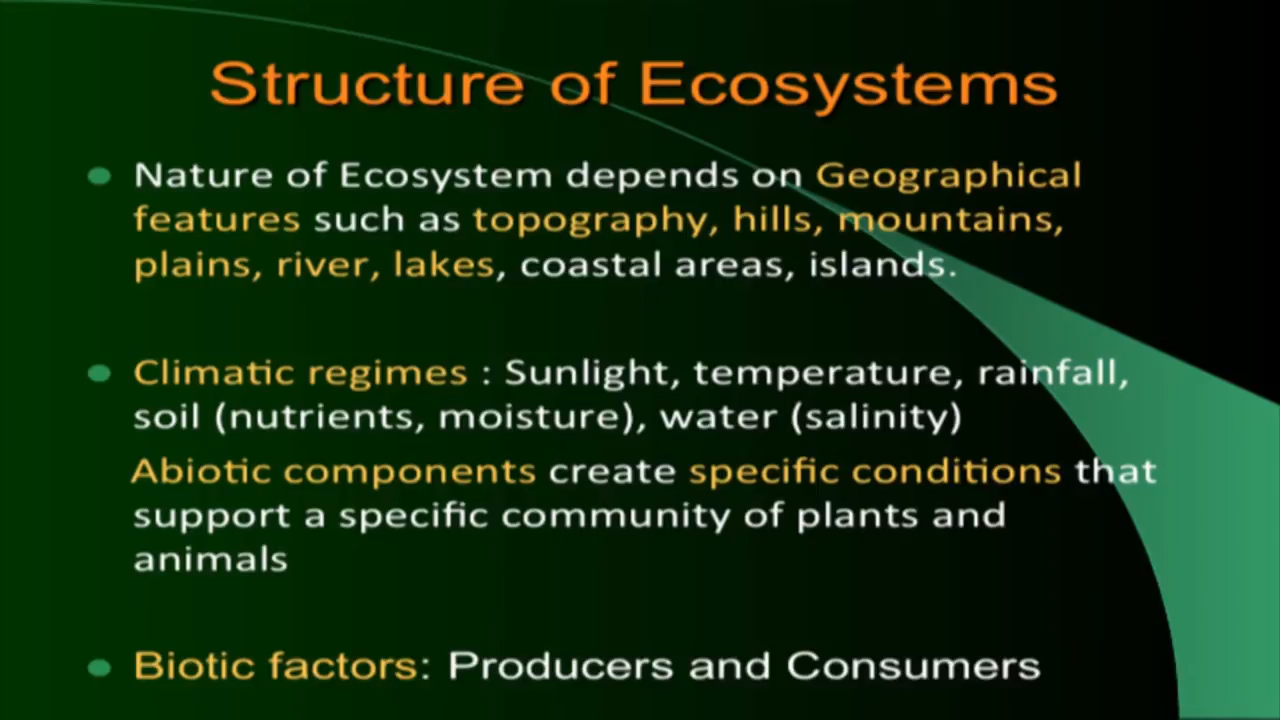 Structure of Ecosystems
Nature of Ecosystem depends on Geographical
features such as topography, hills, mountains,
plains, river, lakes, coastal areas, islands.
Climatic regimes : Sunlight, temperature, rainfall,
soil (nutrients, moisture), water (salinity)
Abiotic components create specific conditions that
support a specific community of plants and
animals
Biotic factors: Producers and Consumers